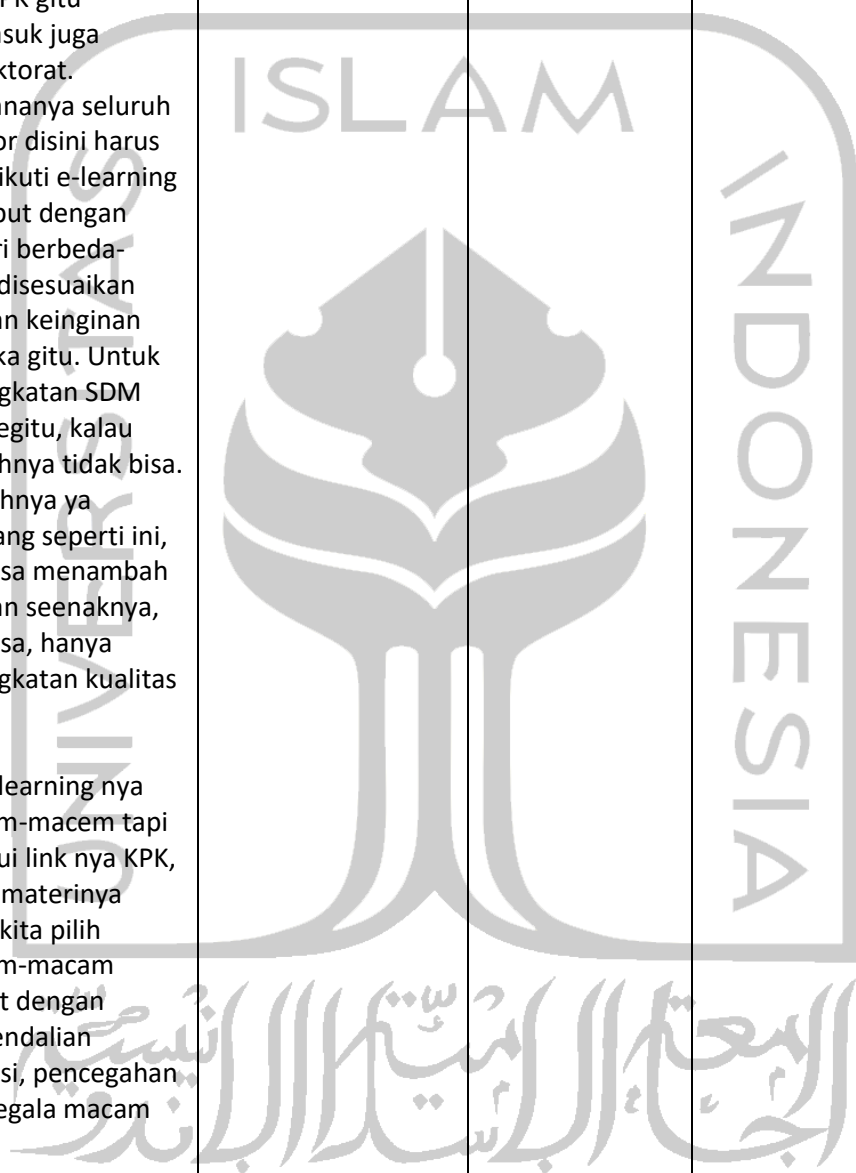 PK gitu
asuk juga
ktorat.
nanya seluruh
or disini harus
ikuti e-learning
but dengan
ri berbeda-
disesuaikan
an keinginan
ka gitu. Untuk
gkatan SDM
egitu, kalau
hnya tidak bisa.
hnya ya
ang seperti ini,
sa menambah
an seenaknya,
sa, hanya
gkatan kualitas
learning nya
m-macem tapi
ui link nya KPK,
materinya
kita pilih
m-macam
t dengan
endalian
si, pencegahan
egala macam
ISLAM
UNIVERSITAS
INDONESIA